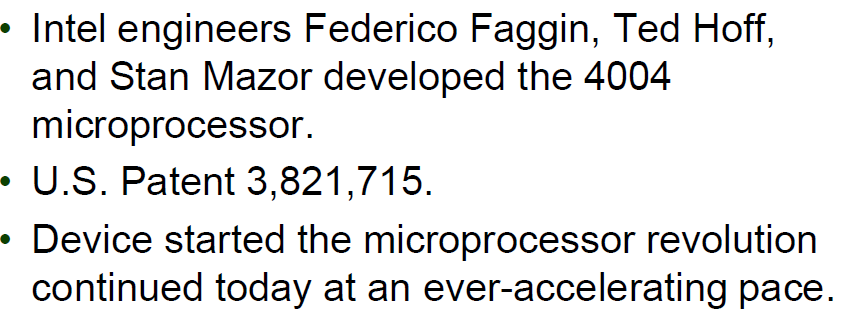 • Intel engineers Federico Faggin, Ted Hoff,
and Stan Mazor developed the 4004
microprocessor.
• U.S. Patent 3,821,715.
• Device started the microprocessor revolution
continued today at an ever-accelerating pace.